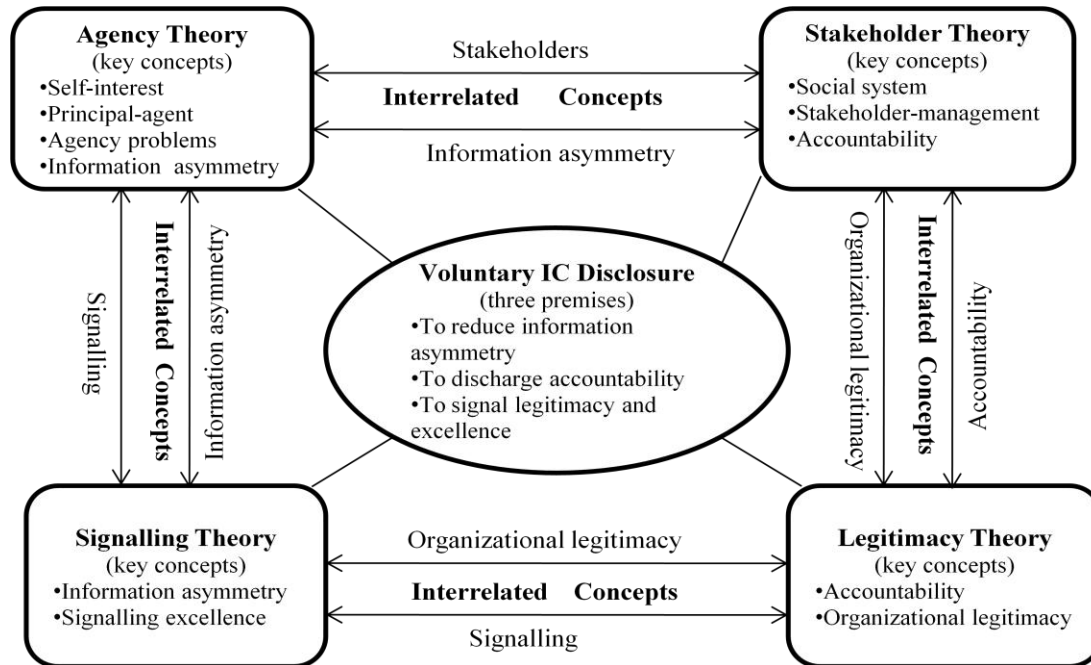 Agency Theory
(key concepts)
•Self-interest
•Principal-agent
•Agency problems
•Information asymmetry
Stakeholders
Interrelated Concepts
Information asymmetry
Stakeholder Theory
(key concepts)
•Social system
•Stakeholder-management
•Accountability
Signalling
Interrelated Concepts
Information asymmetry
Voluntary IC Disclosure
(three premises)
•To reduce information
asymmetry
•To discharge accountability
•To signal legitimacy and
excellence
Organizational legitimacy
Interrelated Concepts
Accountability
Signalling Theory
(key concepts)
•Information asymmetry
•Signalling excellence
Organizational legitimacy
Interrelated Concepts
Signalling
Legitimacy Theory
(key concepts)
•Accountability
•Organizational legitimacy